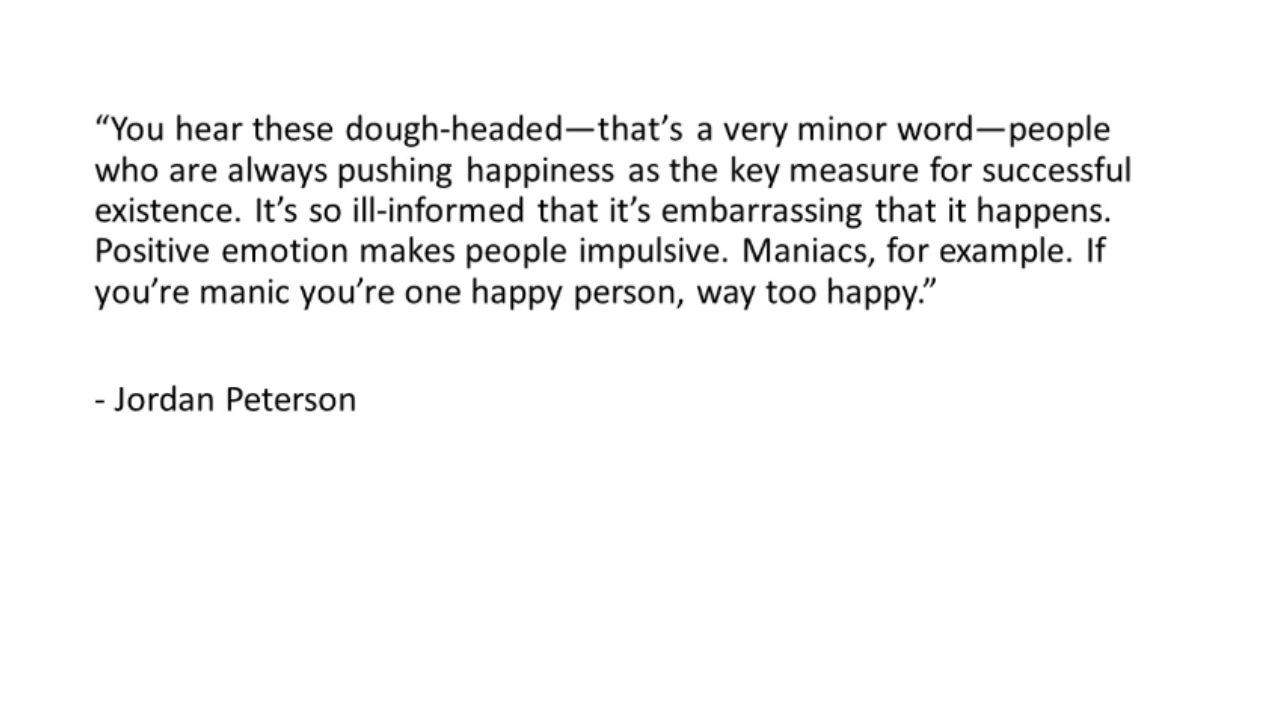 “You hear these dough-headed—that’s a very minor word—people
who are always pushing happiness as the key measure for successful
existence. It’s so ill-informed that it’s embarrassing that it happens.
Positive emotion makes people impulsive. Maniacs, for example. If
you’re manic you’re one happy person, way too happy.”
- Jordan Peterson